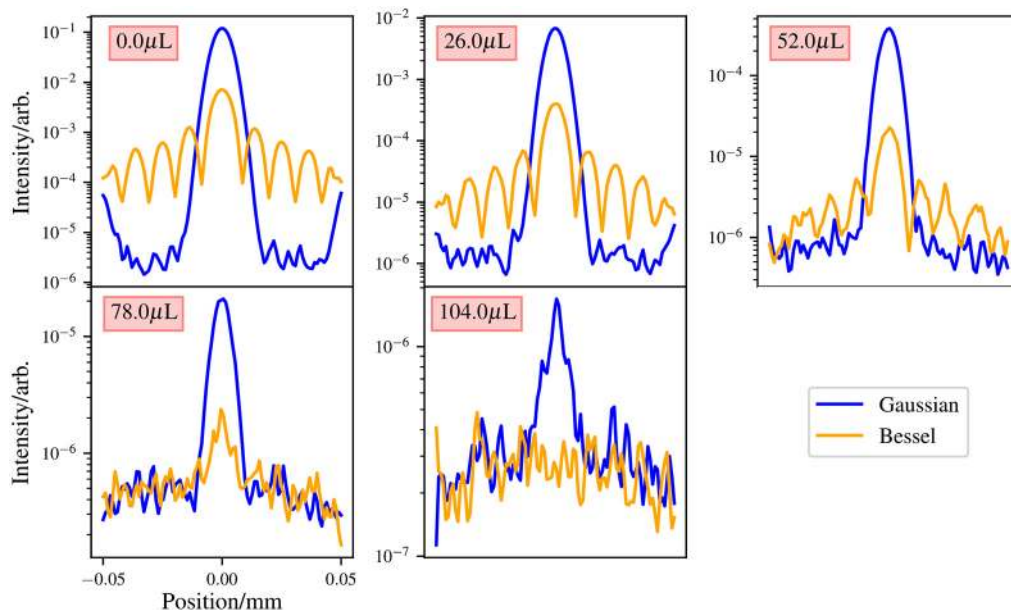 0.0μL
26.0μL
52.0μL
Intensity/arb.
10⁻¹
10⁻²
10⁻³
10⁻⁴
10⁻⁵
10⁻⁶
10⁻²
10⁻³
10⁻⁴
10⁻⁵
10⁻⁶
10⁻⁴
10⁻⁵
10⁻⁶
78.0μL
104.0μL
Intensity/arb.
10⁻⁵
10⁻⁶
10⁻⁶
10⁻⁷
Gaussian
Bessel
−0.05
0.00
0.05
Position/mm